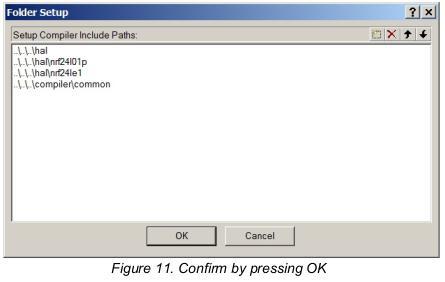 Folder Setup
Setup Compiler Include Paths:
..\..\..\hal
..\..\..\hal\nrf24l01p
..\..\..\hal\nrf24le1
..\..\..\compiler\common
OK Cancel
Figure 11. Confirm by pressing OK